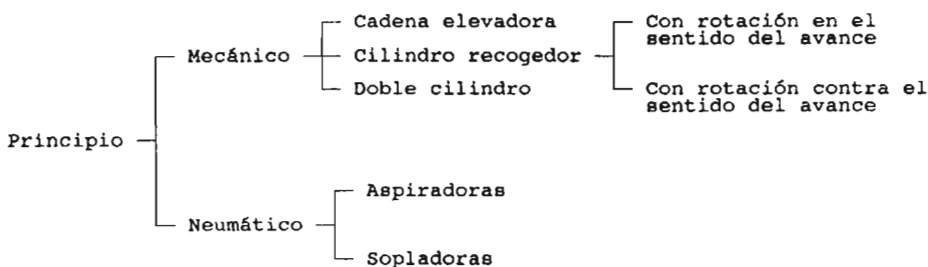 Principio
Mecánico
Cadena elevadora
Cilindro recogedor
Con rotación en el
sentido del avance
Con rotación contra el
sentido del avance
Doble cilindro
Neumático
Aspiradoras
Sopladoras